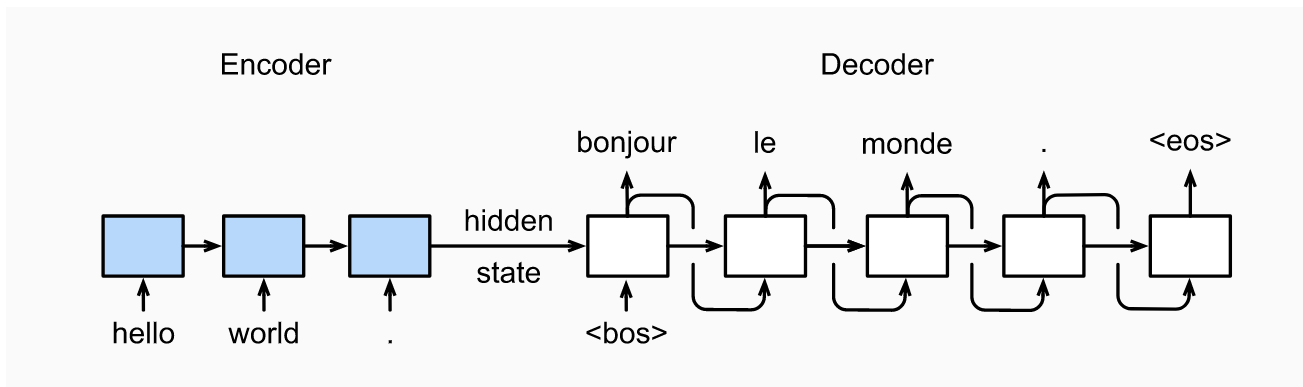 Encoder
Decoder
bonjour le monde . <eos>
hidden
state
hello world . <bos>